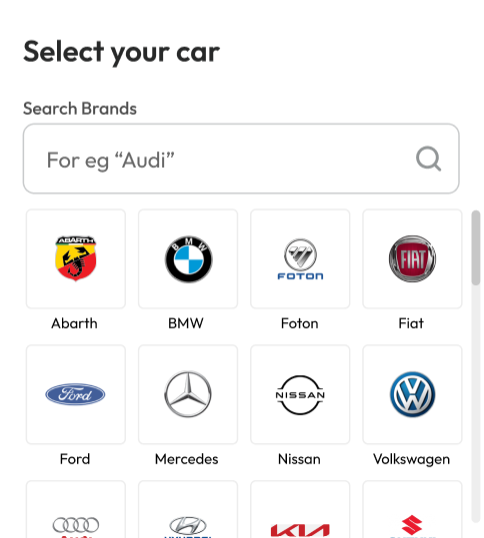 Select your car
Search Brands
For eg “Audi”
ABARTH
BMW
FOTON
FIAT
Abarth
BMW
Foton
Fiat
Ford
NISSAN
Ford
Mercedes
Nissan
Volkswagen
KIA